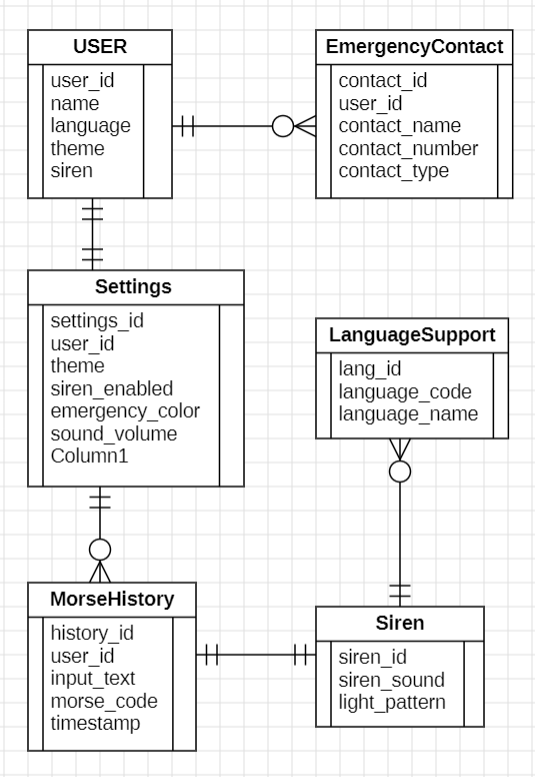 USER
user_id
name
language
theme
siren
EmergencyContact
contact_id
user_id
contact_name
contact_number
contact_type
Settings
settings_id
user_id
theme
siren_enabled
emergency_color
sound_volume
Column1
LanguageSupport
lang_id
language_code
language_name
MorseHistory
history_id
user_id
input_text
morse_code
timestamp
Siren
siren_id
siren_sound
light_pattern